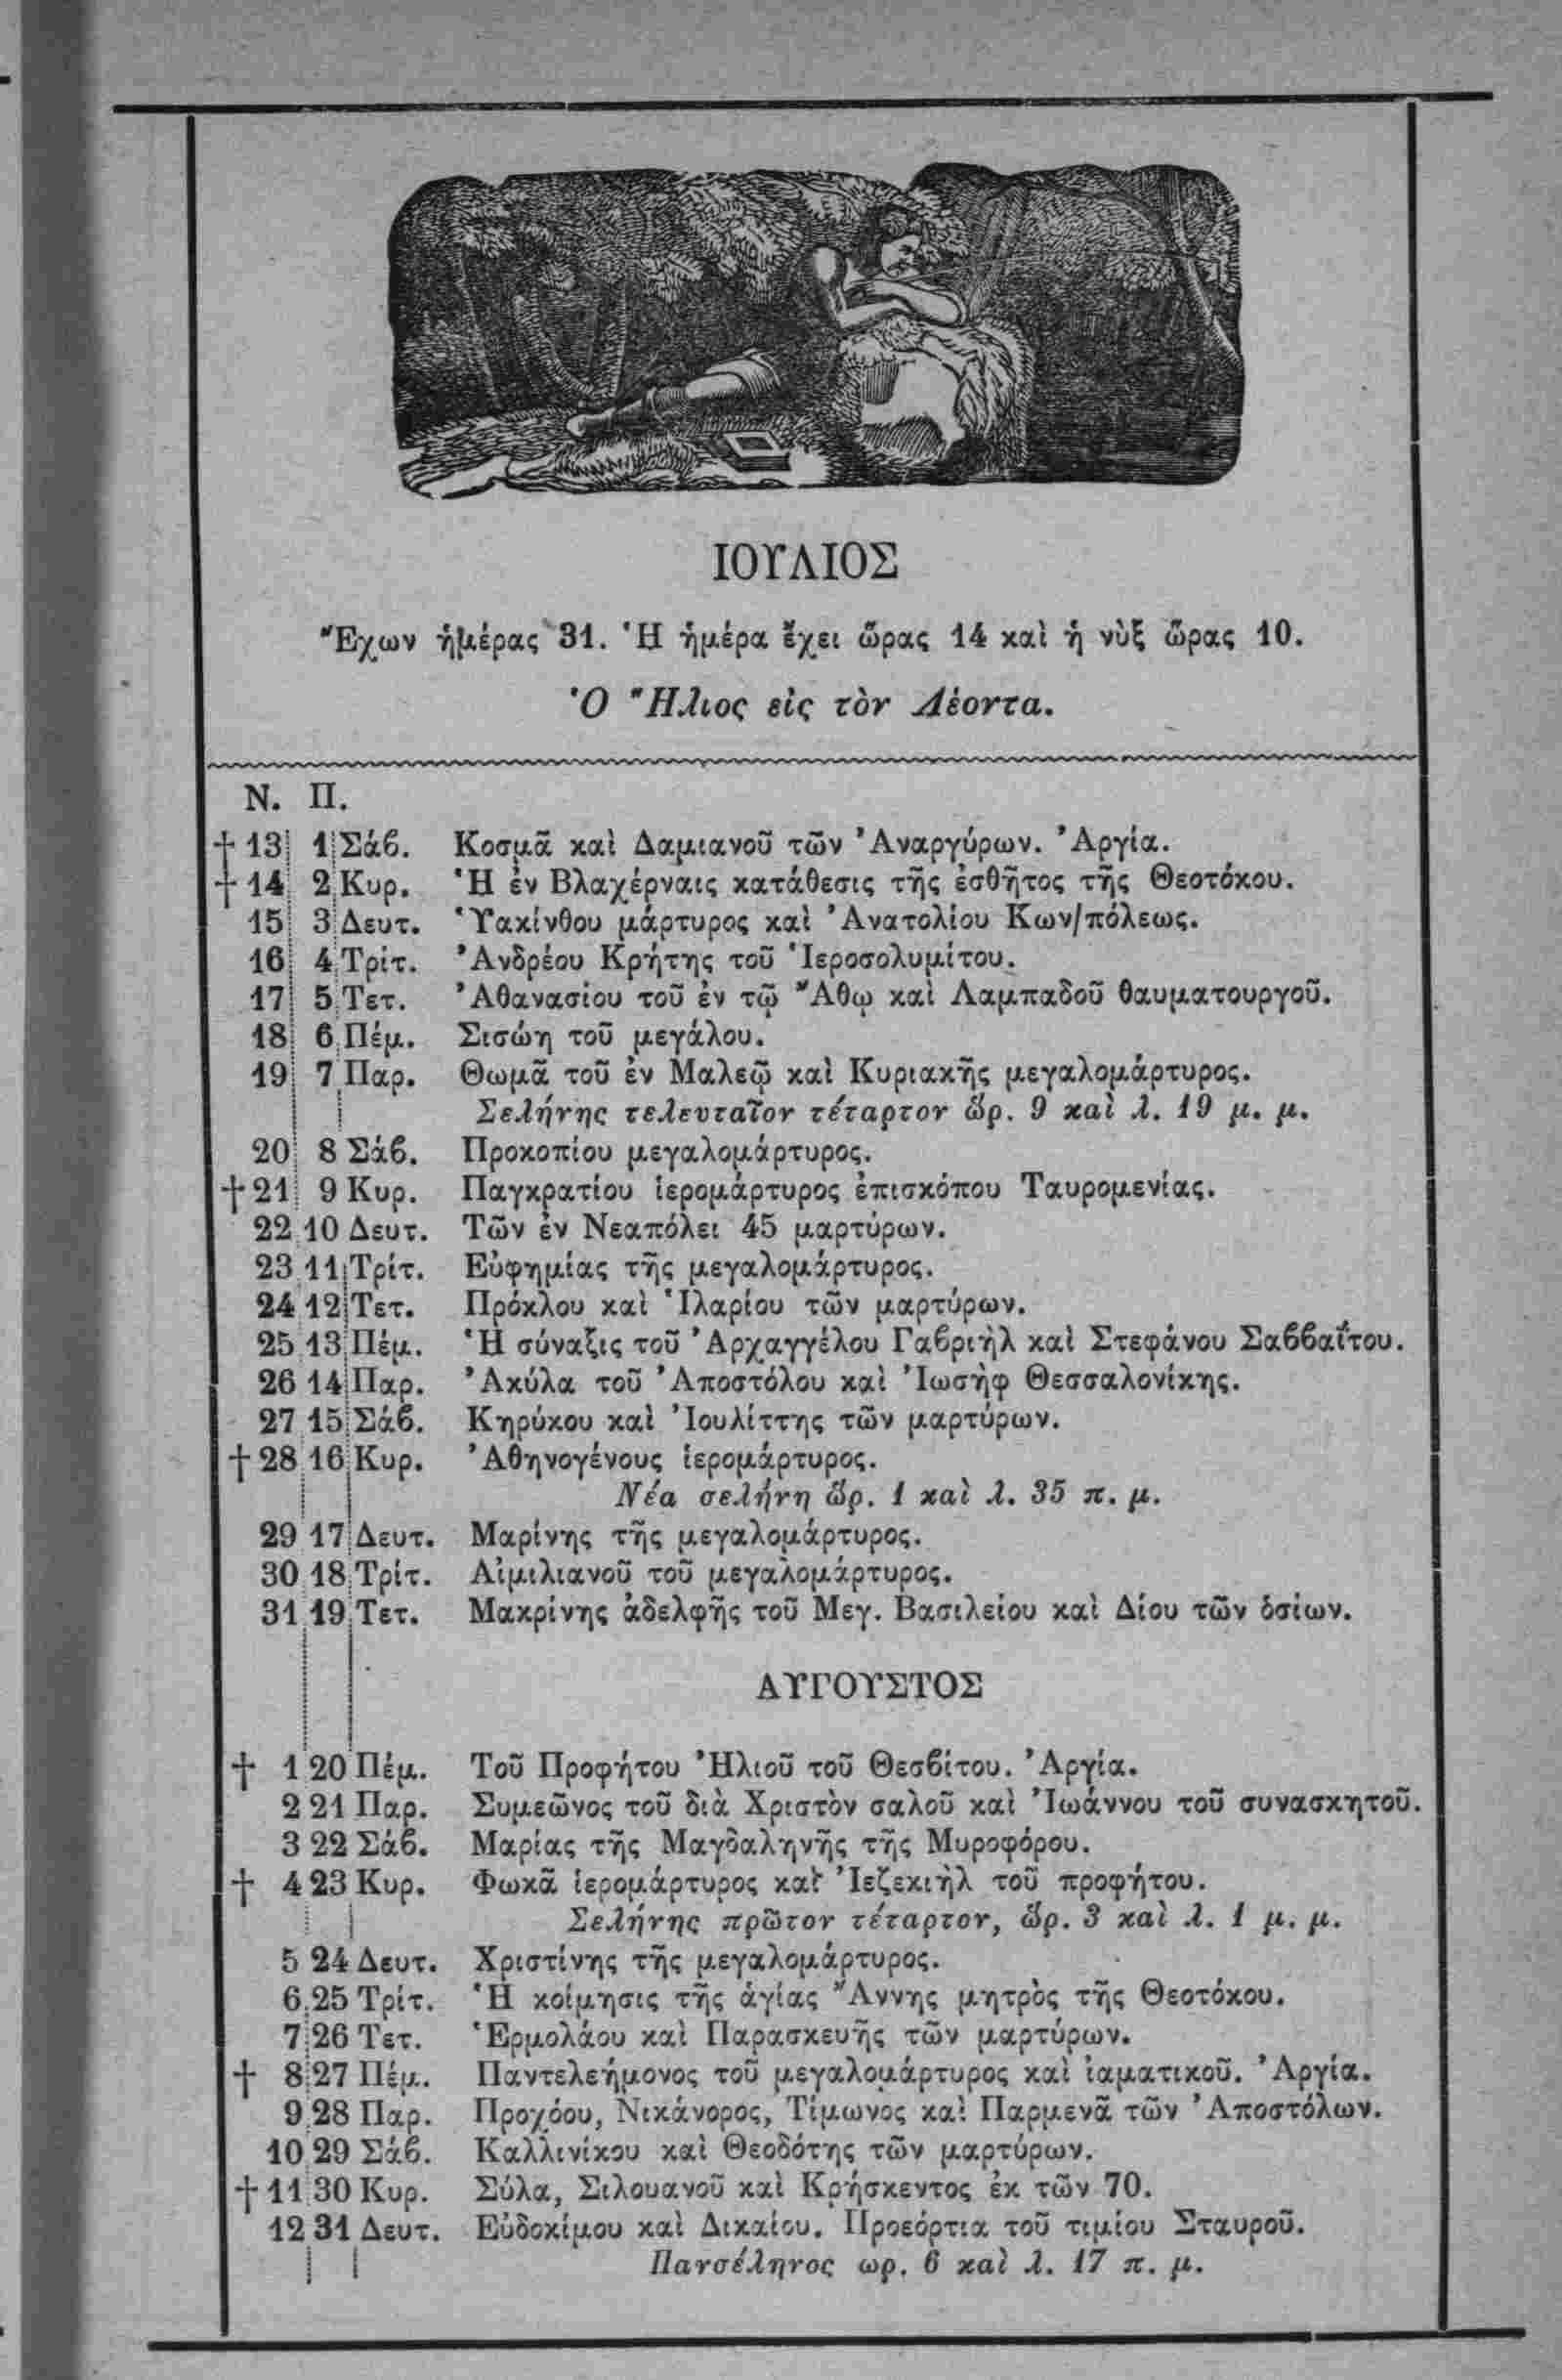 ΙΟΥΛΙΟΣ
Ἔχων ἡμέρας 31. Ἡ ἡμέρα ἔχει ὥρας 14 καὶ ἡ νὺξ ὥρας 10.
Ὁ Ἥλιος εἰς τὸν Λέοντα.
Ν. Π.
† 13 1 Σάβ. Κοσμᾶ καὶ Δαμιανοῦ τῶν Ἀναργύρων. Ἀργία.
† 14 2 Κυρ. Ἡ ἐν Βλαχέρναις κατάθεσις τῆς ἐσθῆτος τῆς Θεοτόκου.
15 3 Δευτ. Ὑακίνθου μάρτυρος καὶ Ἀνατολίου Κων/πόλεως.
16 4 Τρίτ. Ἀνδρέου Κρήτης τοῦ Ἱεροσολυμίτου.
17 5 Τετ. Ἀθανασίου τοῦ ἐν τῷ Ἄθῳ καὶ Λαμπαδοῦ θαυματουργοῦ.
18 6 Πέμ. Σισώη τοῦ μεγάλου.
19 7 Παρ. Θωμᾶ τοῦ ἐν Μαλεῷ καὶ Κυριακῆς μεγαλομάρτυρος.
Σελήνης τελευταῖον τέταρτον ὥρ. 9 καὶ λ. 19 μ. μ.
20 8 Σάβ. Προκοπίου μεγαλομάρτυρος.
† 21 9 Κυρ. Παγκρατίου ἱερομάρτυρος ἐπισκόπου Ταυρομενίας.
22 10 Δευτ. Τῶν ἐν Νεαπόλει 45 μαρτύρων.
23 11 Τρίτ. Εὐφημίας τῆς μεγαλομάρτυρος.
24 12 Τετ. Πρόκλου καὶ Ἱλαρίου τῶν μαρτύρων.
25 13 Πέμ. Ἡ σύναξις τοῦ Ἀρχαγγέλου Γαβριὴλ καὶ Στεφάνου Σαββαΐτου.
26 14 Παρ. Ἀκύλα τοῦ Ἀποστόλου καὶ Ἰωσὴφ Θεσσαλονίκης.
27 15 Σάβ. Κηρύκου καὶ Ἰουλίττης τῶν μαρτύρων.
† 28 16 Κυρ. Ἀθηνογένους ἱερομάρτυρος.
Νέα σελήνη ὥρ. 1 καὶ λ. 35 π. μ.
29 17 Δευτ. Μαρίνης τῆς μεγαλομάρτυρος.
30 18 Τρίτ. Αἰμιλιανοῦ τοῦ μεγαλομάρτυρος.
31 19 Τετ. Μακρίνης ἀδελφῆς τοῦ Μεγ. Βασιλείου καὶ Δίου τῶν ὁσίων.
ΑΥΓΟΥΣΤΟΣ
† 1 20 Πέμ. Τοῦ Προφήτου Ἠλιοῦ τοῦ Θεσβίτου. Ἀργία.
2 21 Παρ. Συμεῶνος τοῦ διὰ Χριστὸν σαλοῦ καὶ Ἰωάννου τοῦ συνασκητοῦ.
3 22 Σάβ. Μαρίας τῆς Μαγδαληνῆς τῆς Μυροφόρου.
† 4 23 Κυρ. Φωκᾶ ἱερομάρτυρος καὶ Ἰεζεκιὴλ τοῦ προφήτου.
Σελήνης πρῶτον τέταρτον, ὥρ. 3 καὶ λ. 1 μ. μ.
5 24 Δευτ. Χριστίνης τῆς μεγαλομάρτυρος.
6 25 Τρίτ. Ἡ κοίμησις τῆς ἁγίας Ἄννης μητρὸς τῆς Θεοτόκου.
7 26 Τετ. Ἑρμολάου καὶ Παρασκευῆς τῶν μαρτύρων.
† 8 27 Πέμ. Παντελεήμονος τοῦ μεγαλομάρτυρος καὶ ἰαματικοῦ. Ἀργία.
9 28 Παρ. Προχόου, Νικάνορος, Τίμωνος καὶ Παρμενᾶ τῶν Ἀποστόλων.
10 29 Σάβ. Καλλινίκου καὶ Θεοδότης τῶν μαρτύρων.
† 11 30 Κυρ. Σύλα, Σιλουανοῦ καὶ Κρήσκεντος ἐκ τῶν 70.
12 31 Δευτ. Εὐδοκίμου καὶ Δικαίου. Προεόρτια τοῦ τιμίου Σταυροῦ.
Πανσέληνος ωρ. 6 καὶ λ. 17 π. μ.